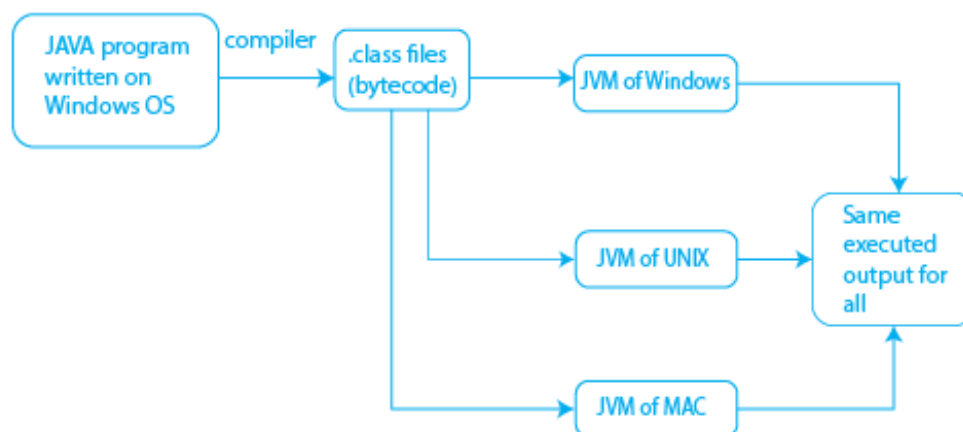 JAVA program
written on
Windows OS
compiler
.class files
(bytecode)
JVM of Windows
JVM of UNIX
JVM of MAC
Same
executed
output for
all